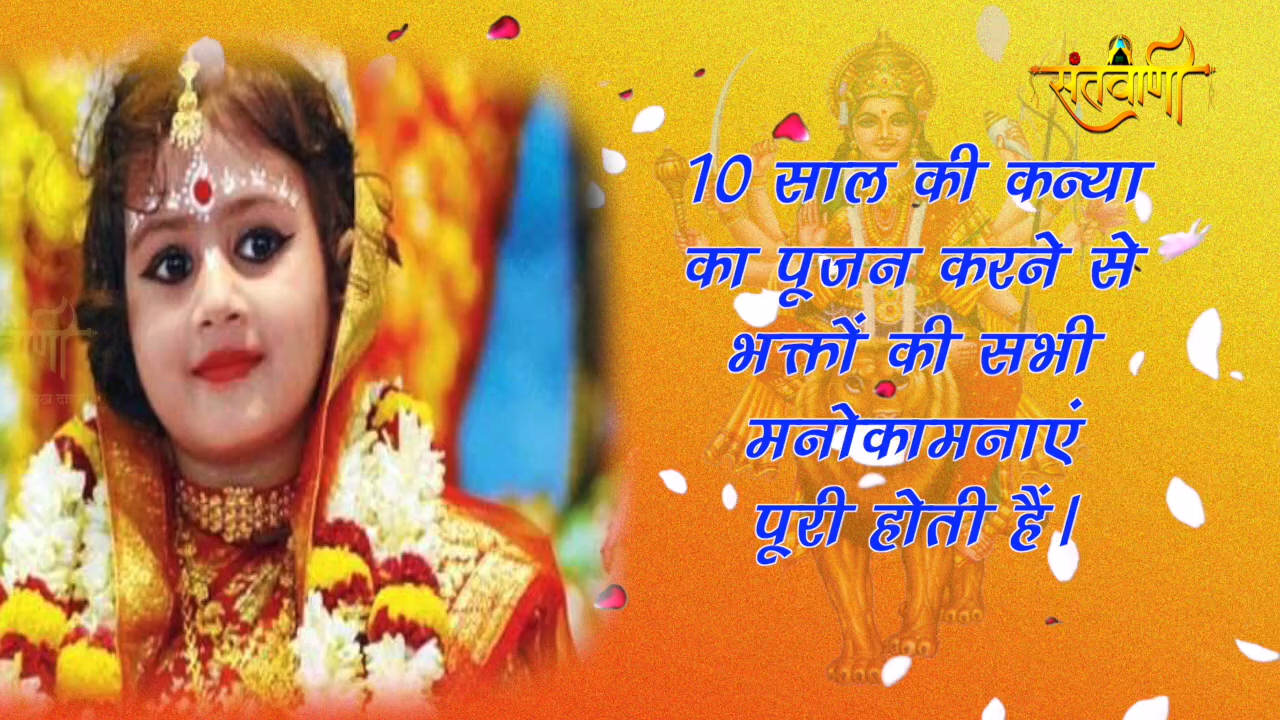 संतवाणी
10 साल की कन्या
का पूजन करने से
भक्तों की सभी
मनोकामनाएं
पूरी होती हैं।